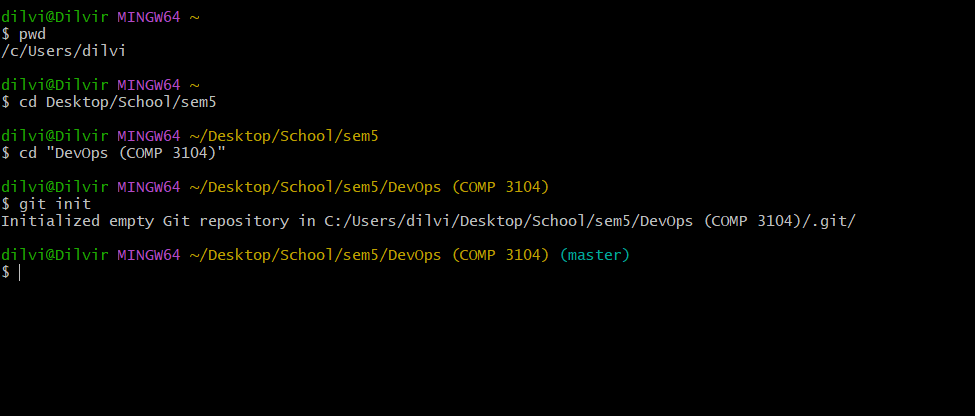 dilvi@Dilvir MINGW64 ~
$ pwd
/c/Users/dilvi
dilvi@Dilvir MINGW64 ~
$ cd Desktop/School/sem5
dilvi@Dilvir MINGW64 ~/Desktop/School/sem5
$ cd "DevOps (COMP 3104)"
dilvi@Dilvir MINGW64 ~/Desktop/School/sem5/DevOps (COMP 3104)
$ git init
Initialized empty Git repository in C:/Users/dilvi/Desktop/School/sem5/DevOps (COMP 3104)/.git/
dilvi@Dilvir MINGW64 ~/Desktop/School/sem5/DevOps (COMP 3104) (master)
$